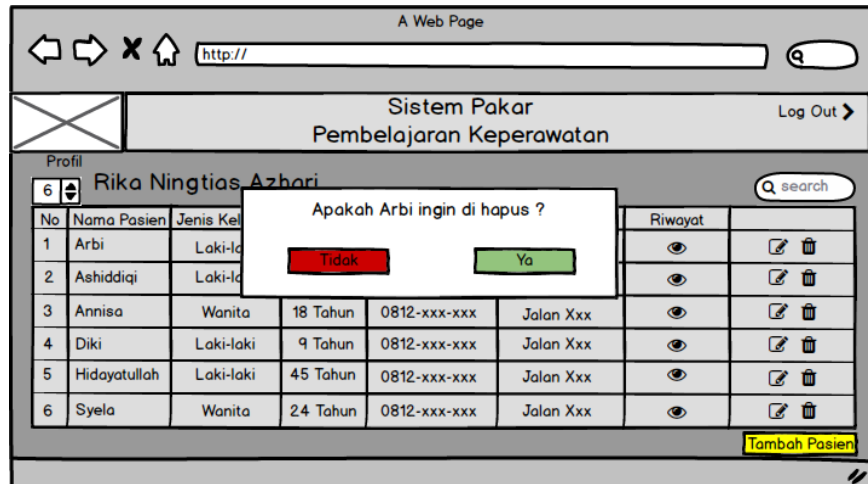 A Web Page
http://
Sistem Pakar
Pembelajaran Keperawatan
Log Out
Profil
6 Rika Ningtias Azhari search
Apakah Arbi ingin di hapus ?
Tidak Ya
No Nama Pasien Jenis Kel Riwayat
1 Arbi Laki-la
2 Ashiddiqi Laki-la
3 Annisa Wanita 18 Tahun 0812-xxx-xxx Jalan Xxx
4 Diki Laki-laki 9 Tahun 0812-xxx-xxx Jalan Xxx
5 Hidayatullah Laki-laki 45 Tahun 0812-xxx-xxx Jalan Xxx
6 Syela Wanita 24 Tahun 0812-xxx-xxx Jalan Xxx
Tambah Pasien